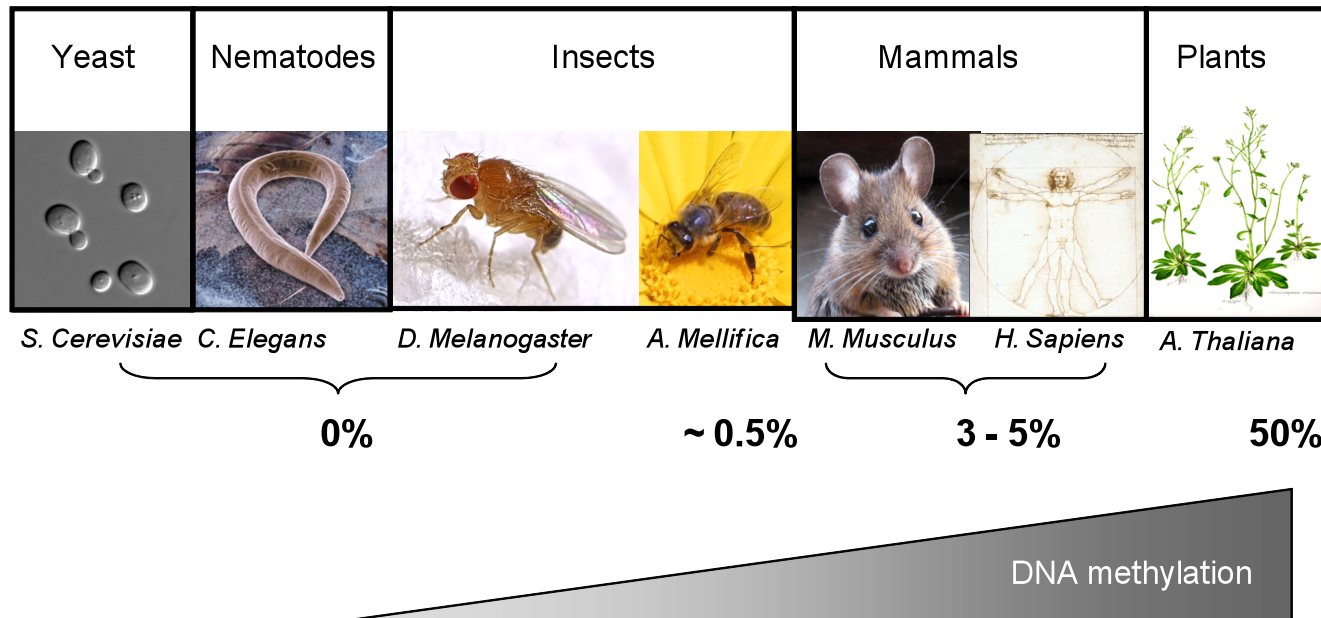 Yeast
Nematodes
Insects
Mammals
Plants
S. Cerevisiae
C. Elegans
D. Melanogaster
A. Mellifica
M. Musculus
H. Sapiens
A. Thaliana
0%
~ 0.5%
3 - 5%
50%
DNA methylation